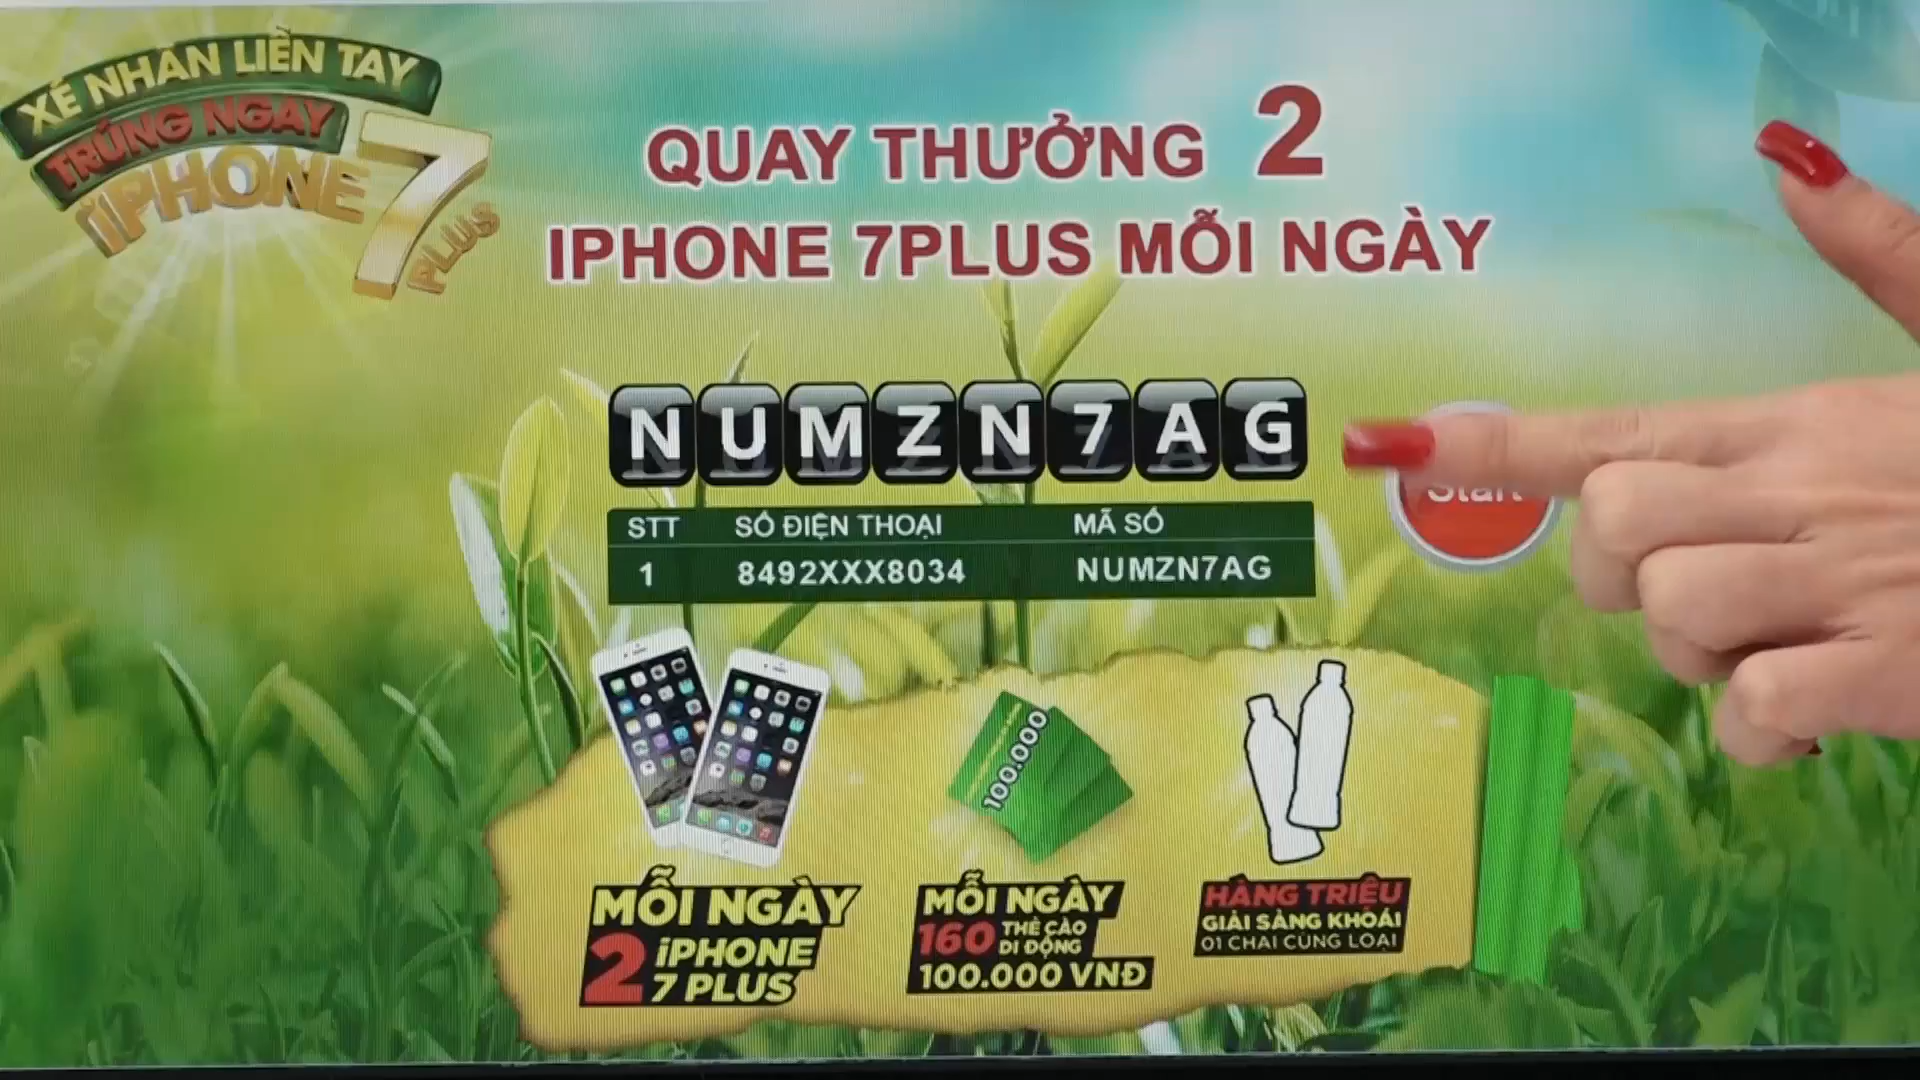 XÉ NHÃN LIỀN TAY
TRÚNG NGAY
iPHONE 7
PLUS
QUAY THƯỞNG 2
IPHONE 7PLUS MỖI NGÀY
NUMZN7AG
Start
STT SỐ ĐIỆN THOẠI MÃ SỐ
1 8492XXX8034 NUMZN7AG
100.000
MỖI NGÀY
2 iPHONE
7 PLUS
MỖI NGÀY
160 THẺ CÀO
DI ĐỘNG
100.000 VNĐ
HÀNG TRIỆU
GIẢI SẢNG KHOÁI
01 CHAI CÙNG LOẠI